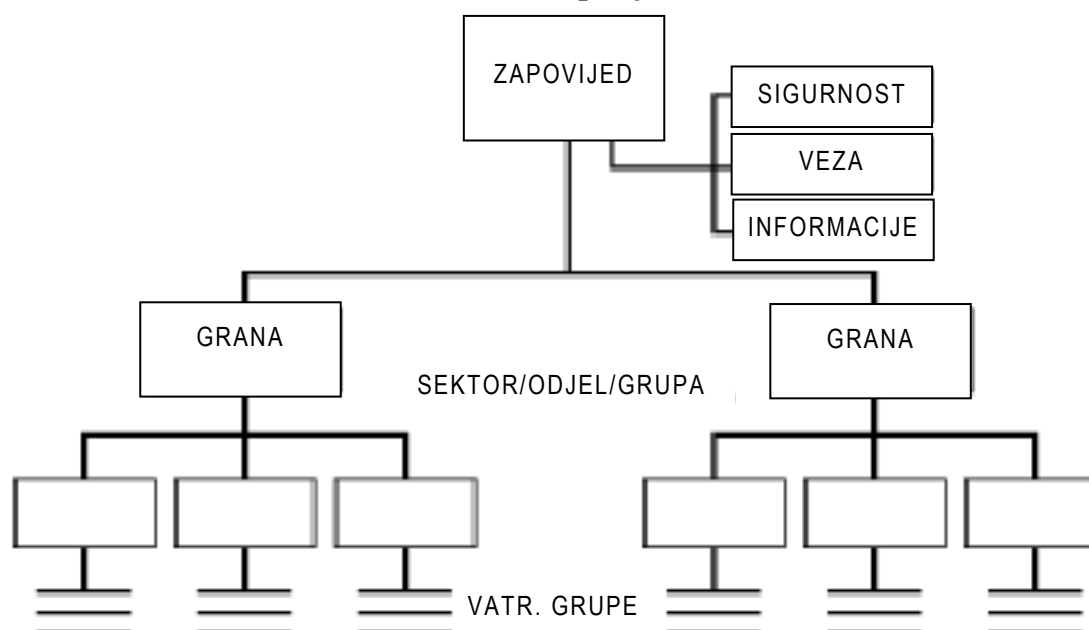 ZAPOVIJED
SIGURNOST
VEZA
INFORMACIJE
GRANA
GRANA
SEKTOR/ODJEL/GRUPA
VATR. GRUPE